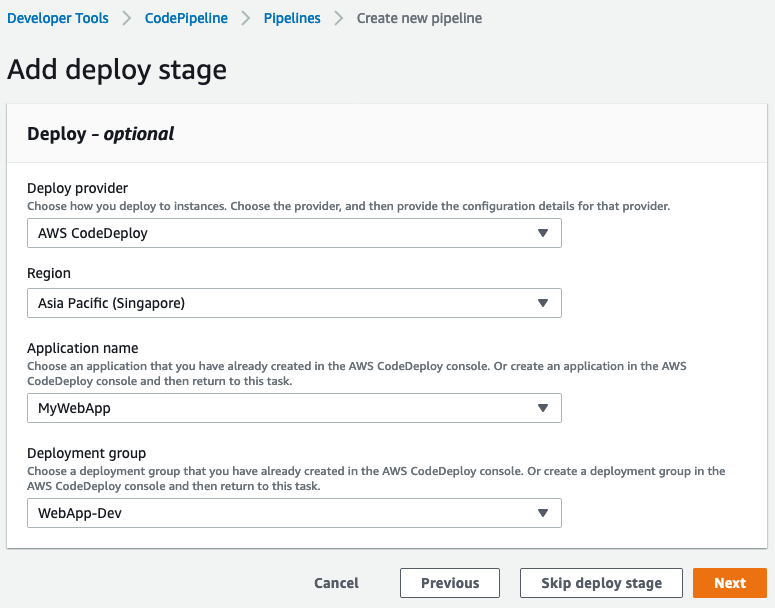 Developer Tools > CodePipeline > Pipelines > Create new pipeline
Add deploy stage
Deploy - optional
Deploy provider
Choose how you deploy to instances. Choose the provider, and then provide the configuration details for that provider.
AWS CodeDeploy
Region
Asia Pacific (Singapore)
Application name
Choose an application that you have already created in the AWS CodeDeploy console. Or create an application in the AWS
CodeDeploy console and then return to this task.
MyWebApp
Deployment group
Choose a deployment group that you have already created in the AWS CodeDeploy console. Or create a deployment group in the
AWS CodeDeploy console and then return to this task.
WebApp-Dev
Cancel Previous Skip deploy stage Next